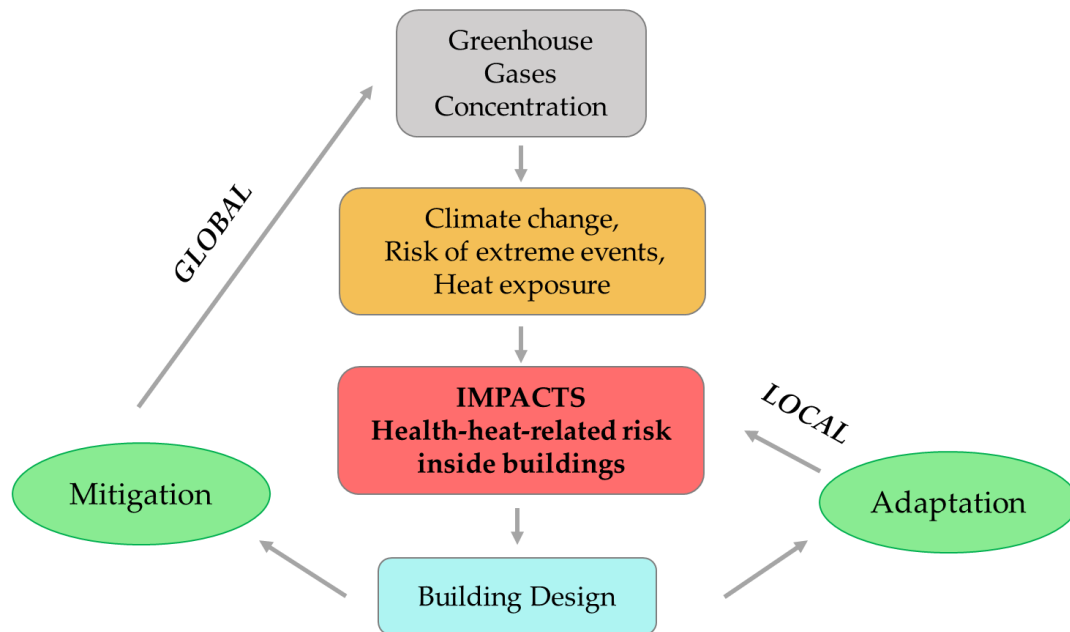 Greenhouse
Gases
Concentration
GLOBAL
Climate change,
Risk of extreme events,
Heat exposure
IMPACTS
Health-heat-related risk
inside buildings
LOCAL
Mitigation
Adaptation
Building Design